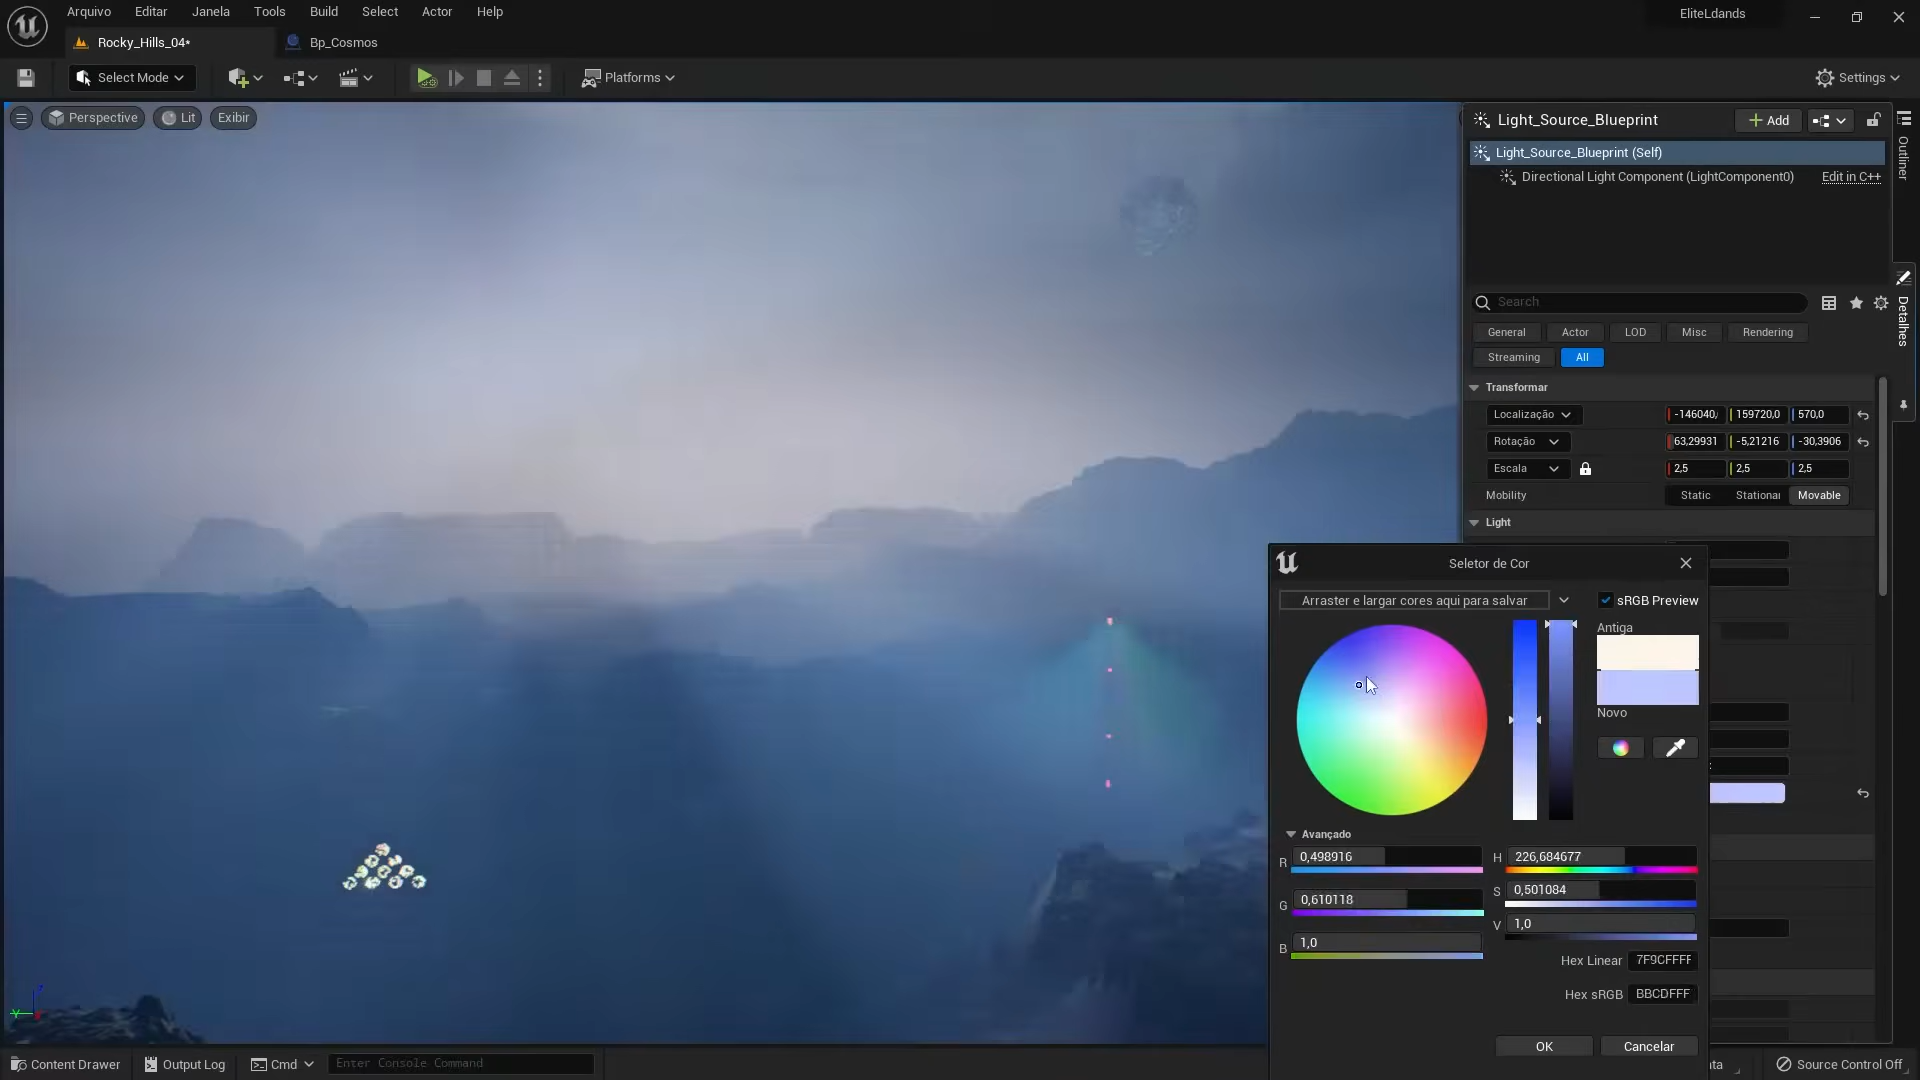 Arquivo
Editar
Janela
Tools
Build
Select
Actor
Help
EliteLdands
Rocky_Hills_04*
Bp_Cosmos
Select Mode
Platforms
Settings
Perspective
Lit
Exibir
Light_Source_Blueprint
Add
Light_Source_Blueprint (Self)
Directional Light Component (LightComponent0)
Edit in C++
Outliner
Detalhes
Search
General
Actor
LOD
Misc
Rendering
Streaming
All
Transformar
Localização
-146040,
159720,0
570,0
Rotação
63,29931
-5,21216
-30,3906
Escala
2,5
2,5
2,5
Mobility
Static
Stationar
Movable
Light
Seletor de Cor
Arraster e largar cores aqui para salvar
sRGB Preview
Antiga
Novo
Avançado
R
0,498916
H
226,684677
G
0,610118
S
0,501084
B
1,0
V
1,0
Hex Linear
7F9CFFFF
Hex sRGB
BBCDFFF
OK
Cancelar
Content Drawer
Output Log
Cmd
Enter Console Command
ata
Source Control Off